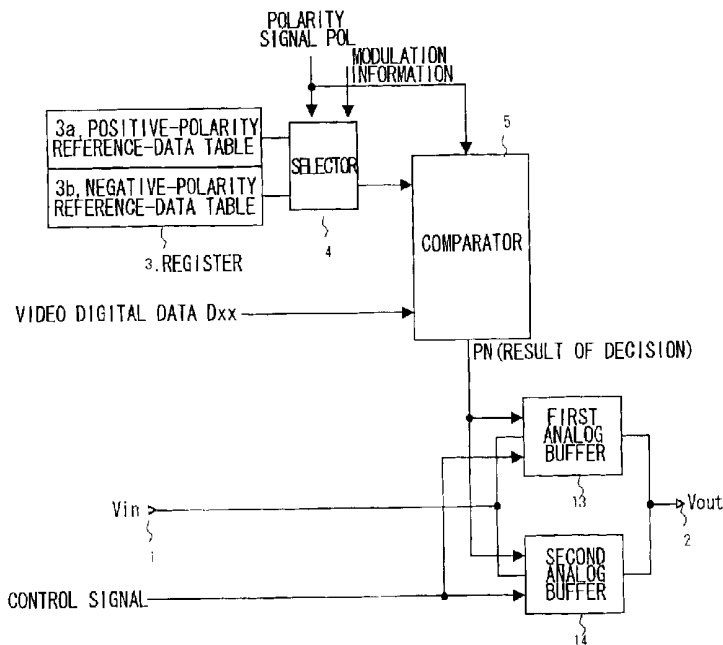 POLARITY
SIGNAL POL
MODULATION
INFORMATION
3a, POSITIVE-POLARITY
REFERENCE-DATA TABLE
3b, NEGATIVE-POLARITY
REFERENCE-DATA TABLE
SELECTOR
5
4
3.REGISTER
COMPARATOR
VIDEO DIGITAL DATA Dxx
PN(RESULT OF DECISION)
FIRST
ANALOG
BUFFER
13
Vin
1
Vout
2
SECOND
ANALOG
BUFFER
14
CONTROL SIGNAL